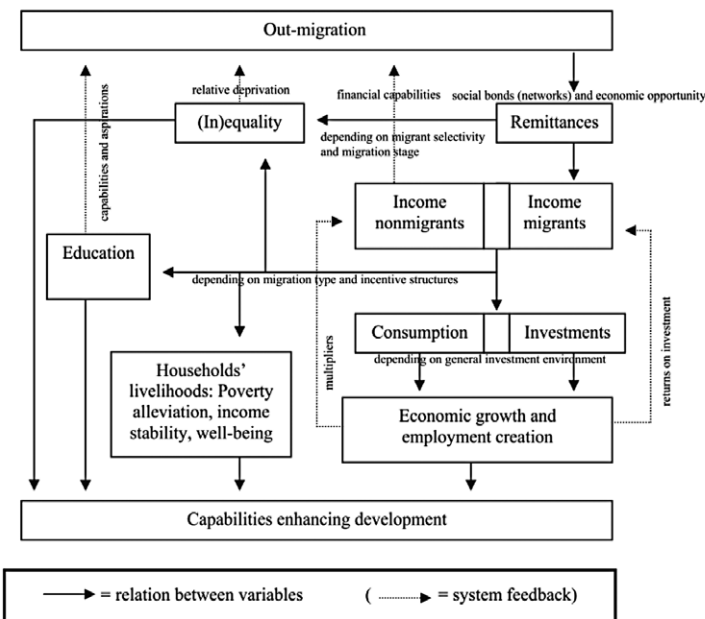 Out-migration
relative deprivation
financial capabilities
social bonds (networks) and economic opportunity
capabilities and aspirations
(In)equality
Remittances
depending on migrant selectivity
and migration stage
Income
nonmigrants
Income
migrants
Education
depending on migration type and incentive structures
Consumption
Investments
depending on general investment environment
multipliers
returns on investment
Households’
livelihoods: Poverty
alleviation, income
stability, well-being
Economic growth and
employment creation
Capabilities enhancing development
= relation between variables
( = system feedback)